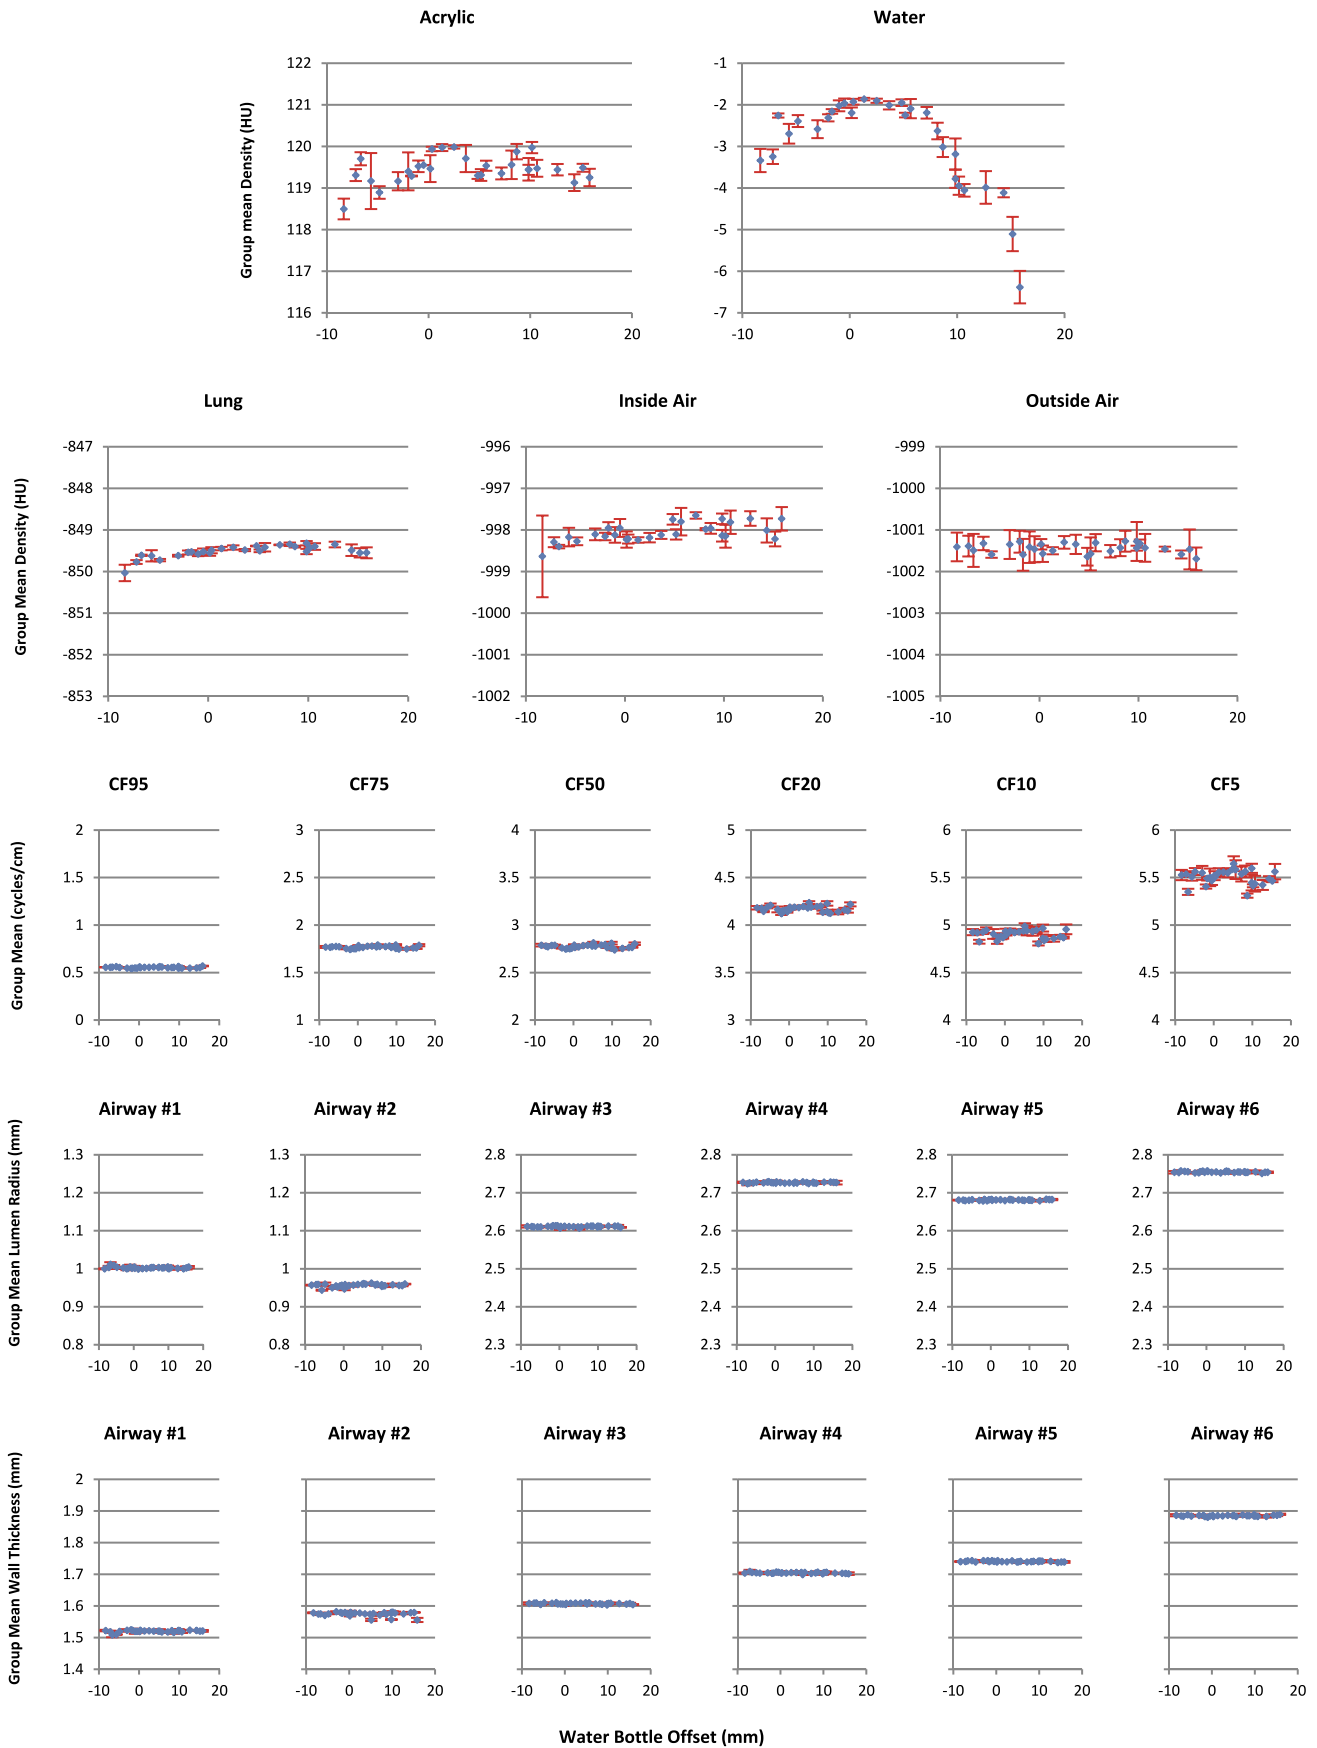 Acrylic Water
Group mean Density (HU)
122 -1
121 -2
120 -3
119 -4
118 -5
117 -6
116 -7
-10 0 10 20 -10 0 10 20
Lung Inside Air Outside Air
Group Mean Density (HU)
-847 -996 -999
-848 -997 -1000
-849 -998 -1001
-850 -999 -1002
-851 -1000 -1003
-852 -1001 -1004
-853 -1002 -1005
-10 0 10 20 -10 0 10 20 -10 0 10 20
CF95 CF75 CF50 CF20 CF10 CF5
Group Mean (cycles/cm)
2 3 4 5 6 6
1.5 2.5 3.5 4.5 5.5 5.5
1 2 3 4 5 5
0.5 1.5 2.5 3.5 4.5 4.5
0 1 2 3 4 4
-10 0 10 20 -10 0 10 20 -10 0 10 20 -10 0 10 20 -10 0 10 20 -10 0 10 20
Airway #1 Airway #2 Airway #3 Airway #4 Airway #5 Airway #6
Group Mean Lumen Radius (mm)
1.3 1.3 2.8 2.8 2.8 2.8
1.2 1.2 2.7 2.7 2.7 2.7
1.1 1.1 2.6 2.6 2.6 2.6
1 1 2.5 2.5 2.5 2.5
0.9 0.9 2.4 2.4 2.4 2.4
0.8 0.8 2.3 2.3 2.3 2.3
-10 0 10 20 -10 0 10 20 -10 0 10 20 -10 0 10 20 -10 0 10 20 -10 0 10 20
Airway #1 Airway #2 Airway #3 Airway #4 Airway #5 Airway #6
Group Mean Wall Thickness (mm)
2
1.9
1.8
1.7
1.6
1.5
1.4
-10 0 10 20 -10 0 10 20 -10 0 10 20 -10 0 10 20 -10 0 10 20 -10 0 10 20
Water Bottle Offset (mm)